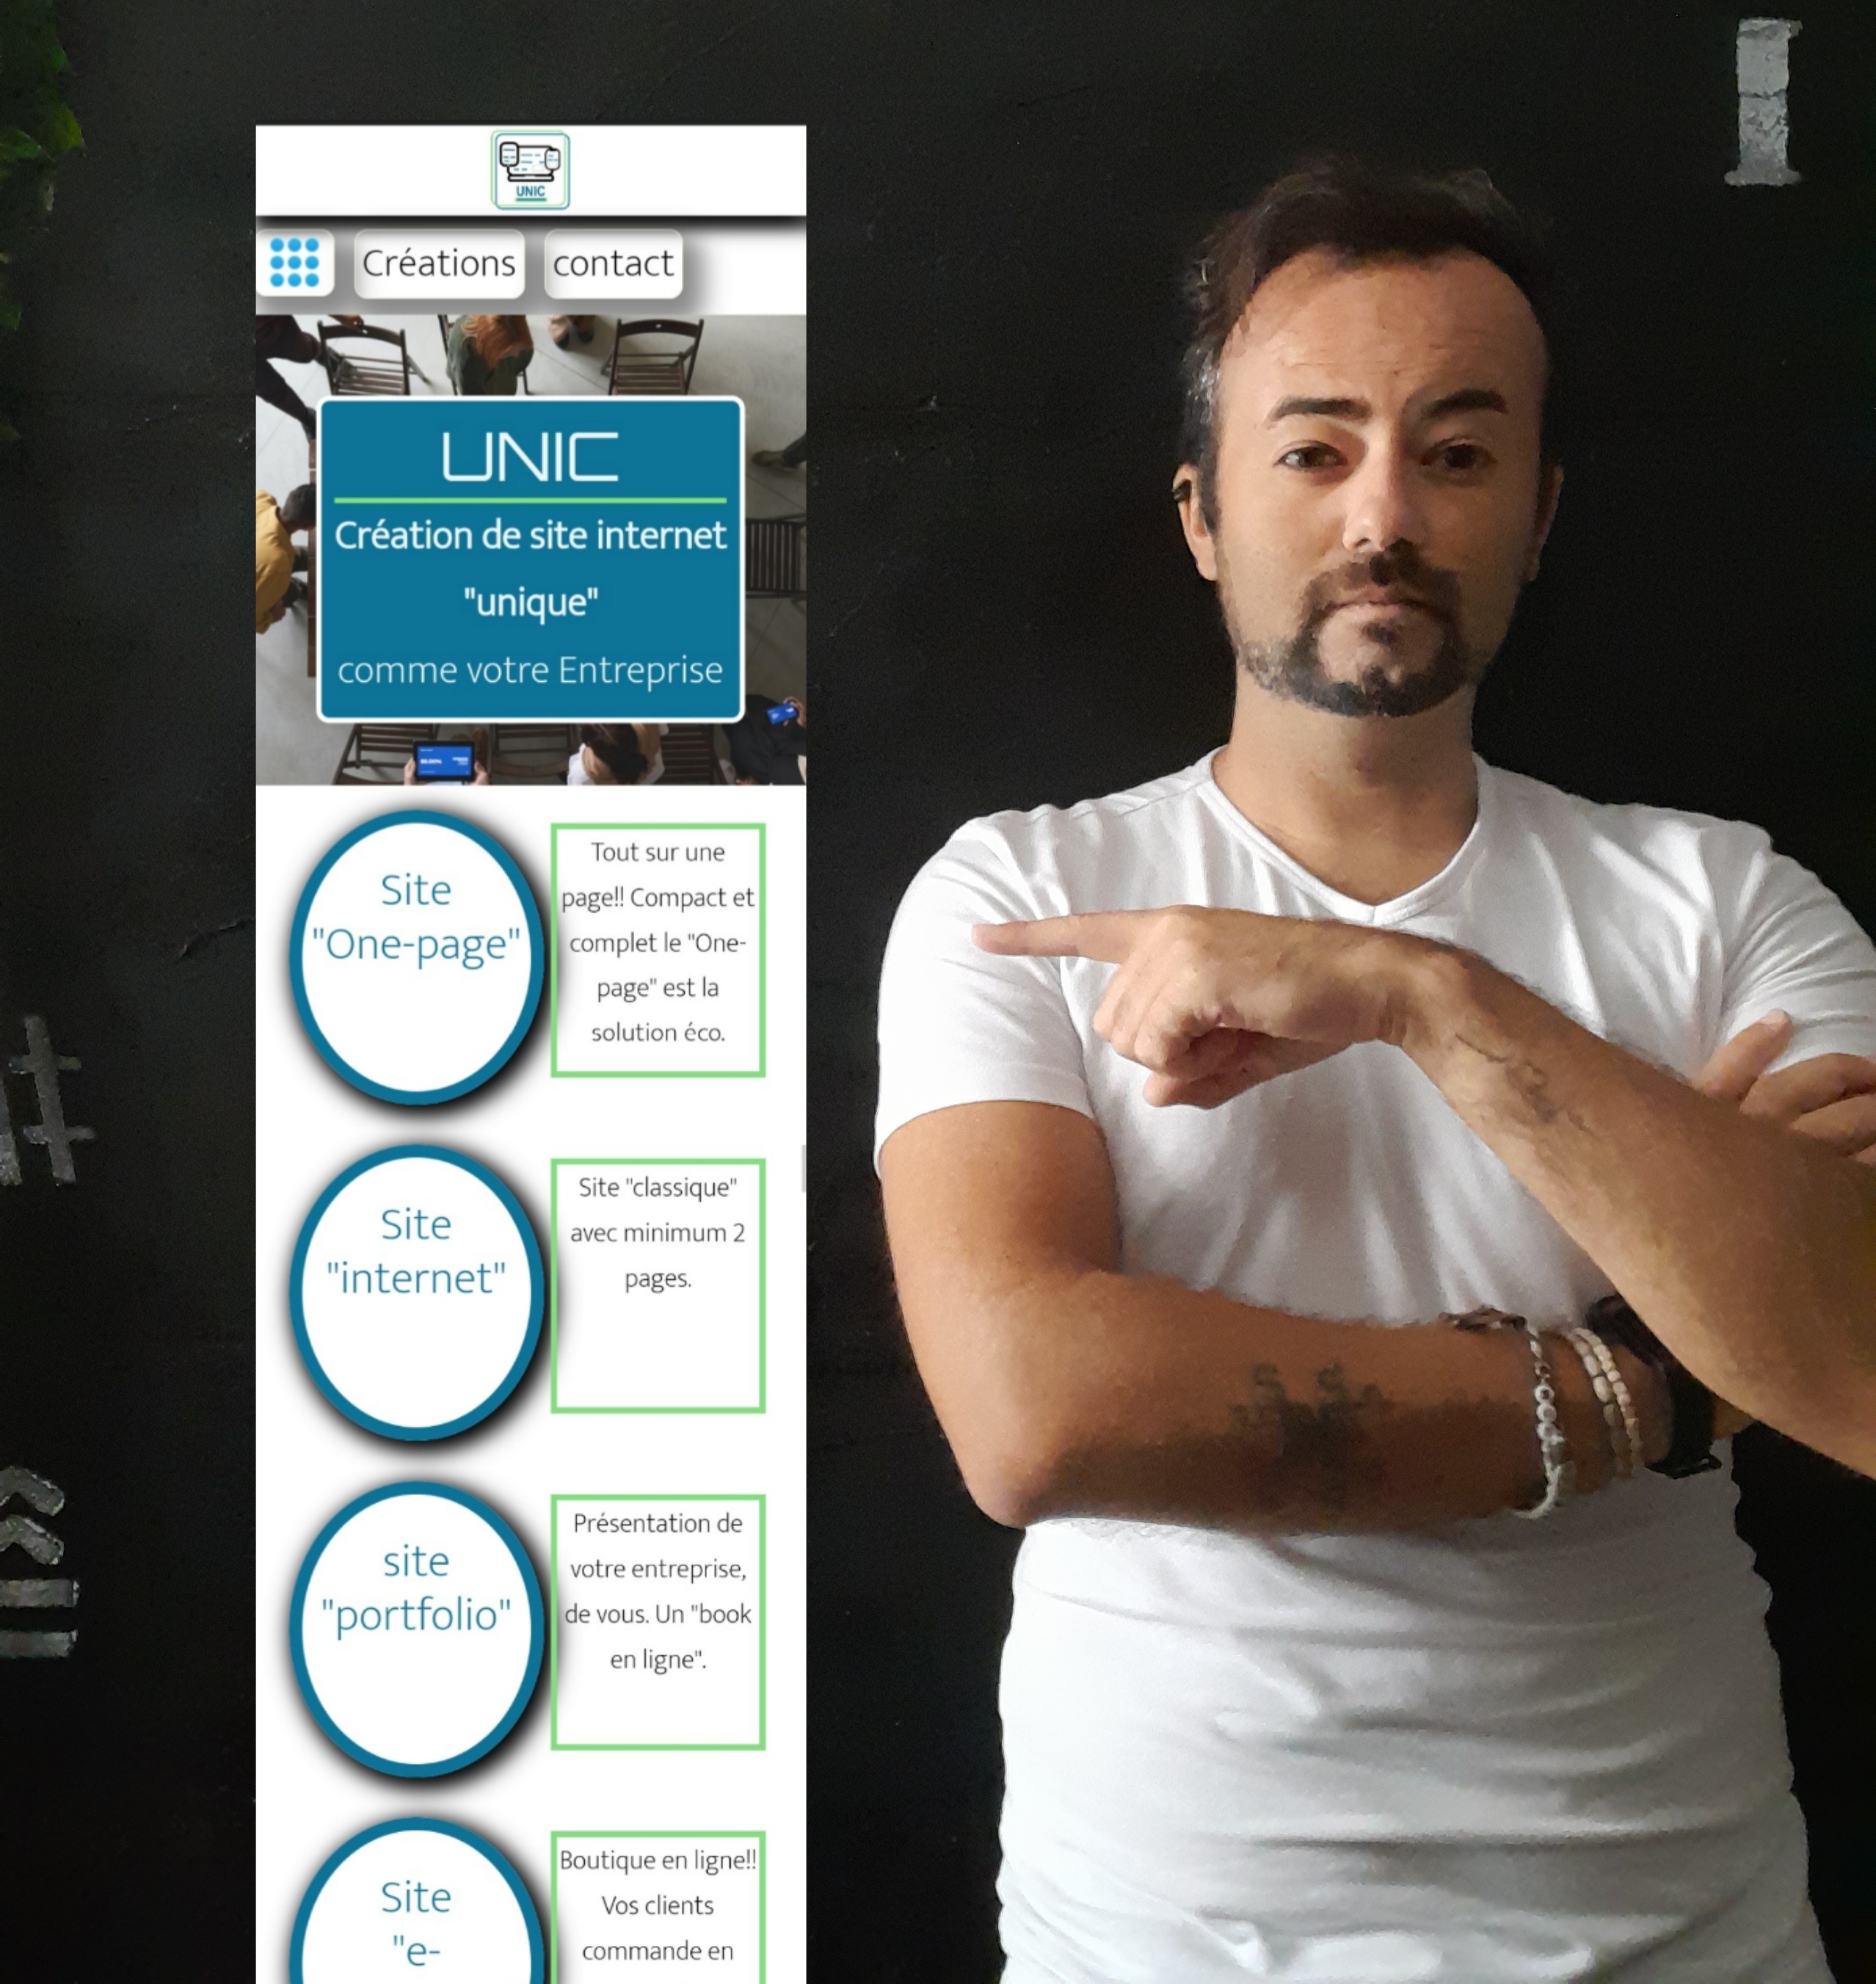 UNIC
Créations
contact
UNIC
Création de site internet
"unique"
comme votre Entreprise
Site
"One-page"
Tout sur une
page!! Compact et
complet le "One-
page" est la
solution éco.
Site
"internet"
Site "classique"
avec minimum 2
pages.
site
"portfolio"
Présentation de
votre entreprise,
de vous. Un "book
en ligne".
Site
"e-
Boutique en ligne!!
Vos clients
commande en